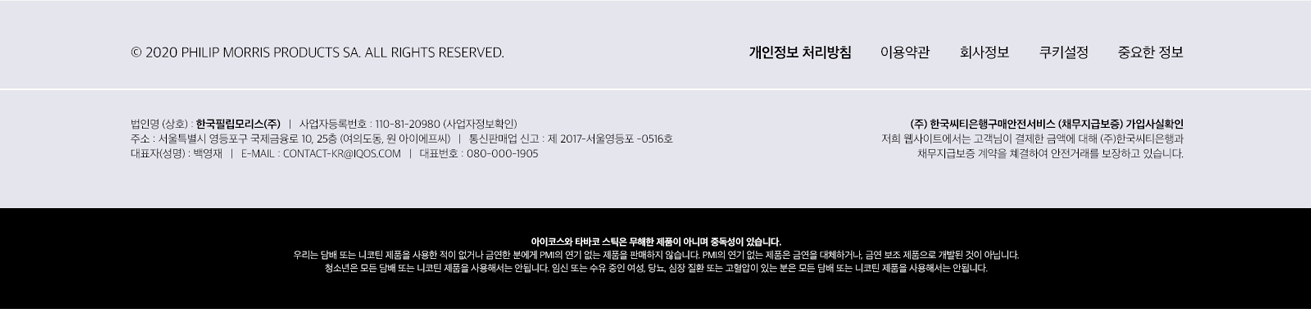 © 2020 PHILIP MORRIS PRODUCTS SA. ALL RIGHTS RESERVED.
개인정보 처리방침 이용약관 회사정보 쿠키설정 중요한 정보
법인명 (상호) : 한국필립모리스(주) | 사업자등록번호 : 110-81-20980 (사업자정보확인)
주소 : 서울특별시 영등포구 국제금융로 10, 25층 (여의도동, 원 아이에프씨) | 통신판매업 신고 : 제 2017-서울영등포 -0516호
대표자(성명) : 백영재 | E-MAIL : CONTACT-KR@IQOS.COM | 대표번호 : 080-000-1905
(주) 한국씨티은행구매안전서비스 (채무지급보증) 가입사실확인
저희 웹사이트에서는 고객님이 결제한 금액에 대해 (주)한국씨티은행과
채무지급보증 계약을 체결하여 안전거래를 보장하고 있습니다.
아이코스와 타바코 스틱은 무해한 제품이 아니며 중독성이 있습니다.
우리는 담배 또는 니코틴 제품을 사용한 적이 없거나 금연한 분에게 PMI의 연기 없는 제품을 판매하지 않습니다. PMI의 연기 없는 제품은 금연을 대체하거나, 금연 보조 제품으로 개발된 것이 아닙니다.
청소년은 모든 담배 또는 니코틴 제품을 사용해서는 안됩니다. 임신 또는 수유 중인 여성, 당뇨, 심장 질환 또는 고혈압이 있는 분은 모든 담배 또는 니코틴 제품을 사용해서는 안됩니다.